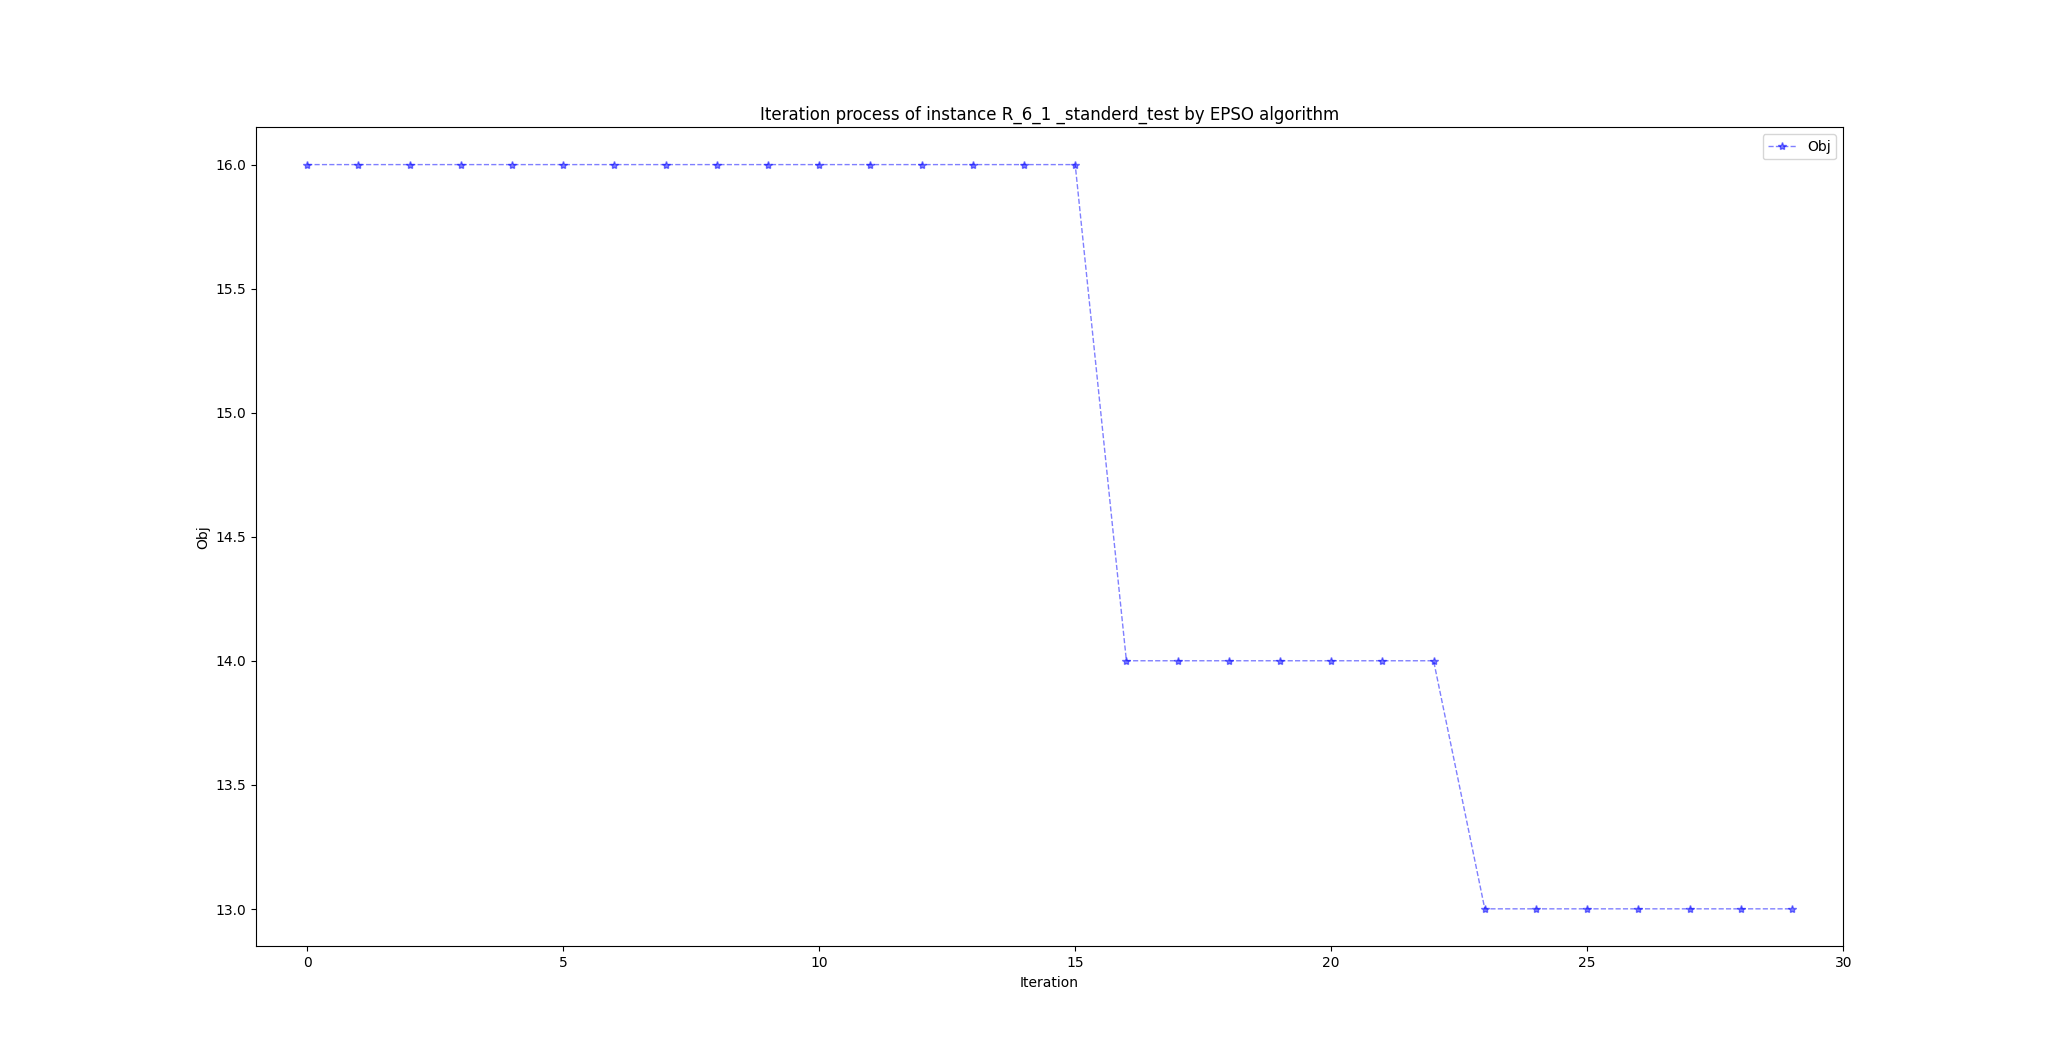 Iteration process of instance R_6_1 _standerd_test by EPSO algorithm
Obj
16.0
15.5
15.0
14.5
14.0
13.5
13.0
Obj
0 5 10 15 20 25 30
Iteration